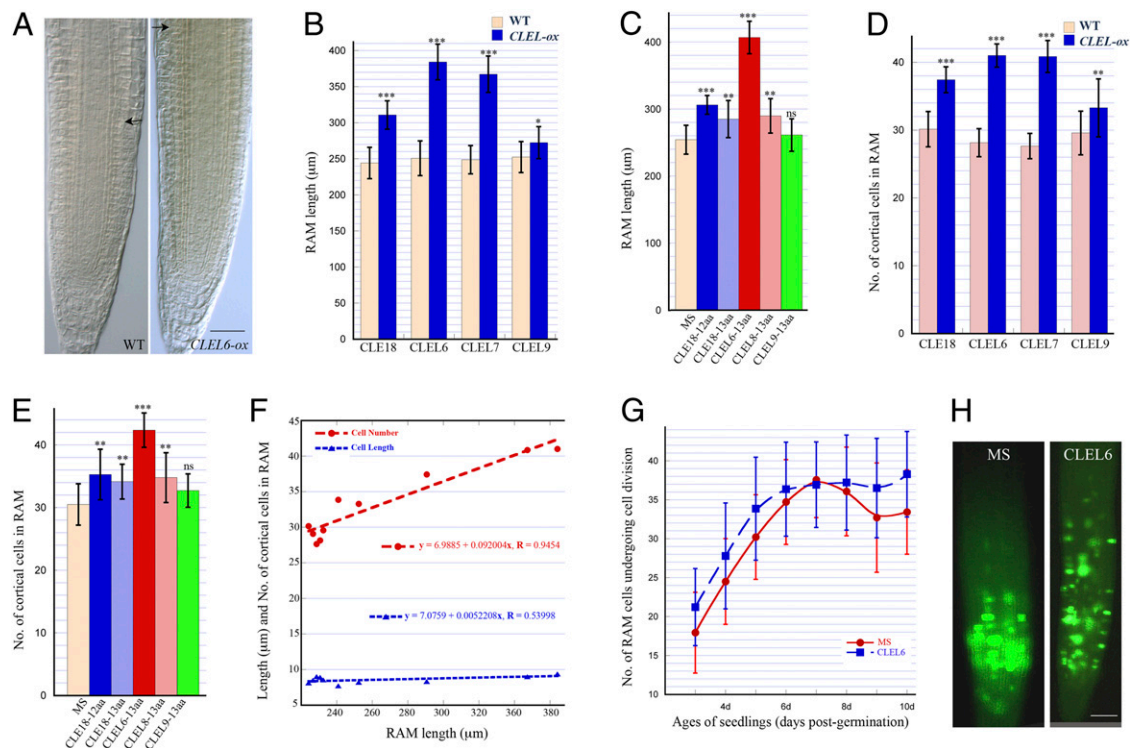 A
WT
CLEL6-ox
B
WT
CLEL-ox
RAM length (µm)
400
350
300
250
200
150
100
50
0
***
***
***
*
CLE18
CLEL6
CLEL7
CLEL9
C
RAM length (µm)
400
300
200
100
0
***
**
***
**
ns
MS
CLE18-12aa
CLE18-13aa
CLEL6-13aa
CLEL8-13aa
CLEL9-13aa
D
WT
CLEL-ox
No. of cortical cells in RAM
40
30
20
10
0
***
***
***
**
CLE18
CLEL6
CLEL7
CLEL9
E
No. of cortical cells in RAM
40
30
20
10
0
**
**
***
**
ns
MS
CLE18-12aa
CLE18-13aa
CLEL6-13aa
CLEL8-13aa
CLEL9-13aa
F
Length (µm) and No. of cortical cells in RAM
45
40
35
30
25
20
15
10
5
Cell Number
Cell Length
y = 6.9885 + 0.092004x, R = 0.9454
y = 7.0759 + 0.0052208x, R = 0.53998
240 260 280 300 320 340 360 380
RAM length (µm)
G
No. of RAM cells undergoing cell division
45
40
35
30
25
20
15
10
MS
CLEL6
4d 6d 8d 10d
Ages of seedlings (days post-germination)
H
MS
CLEL6